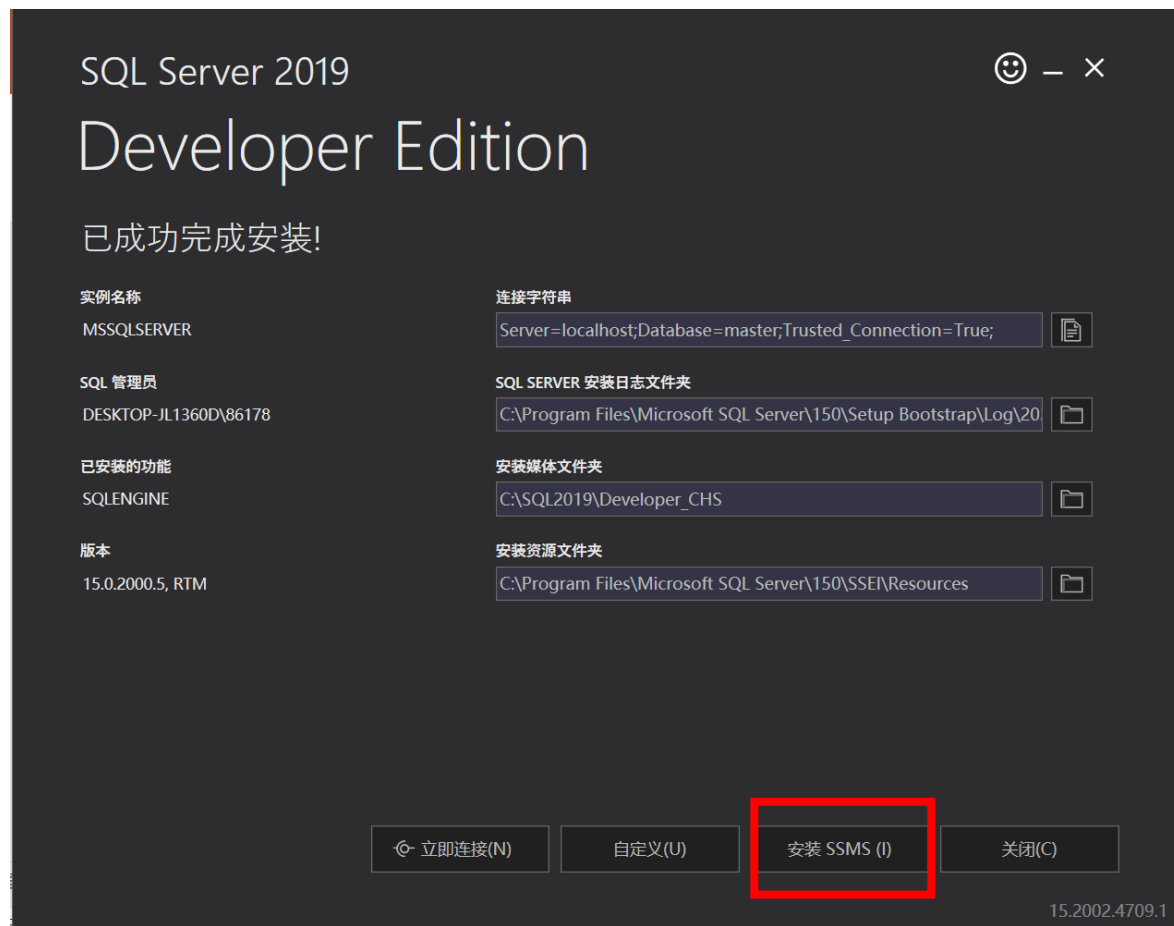 SQL Server 2019
Developer Edition
已成功完成安装!
实例名称
MSSQLSERVER
连接字符串
Server=localhost;Database=master;Trusted_Connection=True;
SQL 管理员
DESKTOP-JL1360D\86178
SQL SERVER 安装日志文件夹
C:\Program Files\Microsoft SQL Server\150\Setup Bootstrap\Log\20
已安装的功能
SQLENGINE
安装媒体文件夹
C:\SQL2019\Developer_CHS
版本
15.0.2000.5, RTM
安装资源文件夹
C:\Program Files\Microsoft SQL Server\150\SSEI\Resources
立即连接(N)
自定义(U)
安装 SSMS (I)
关闭(C)
15.2002.4709.1